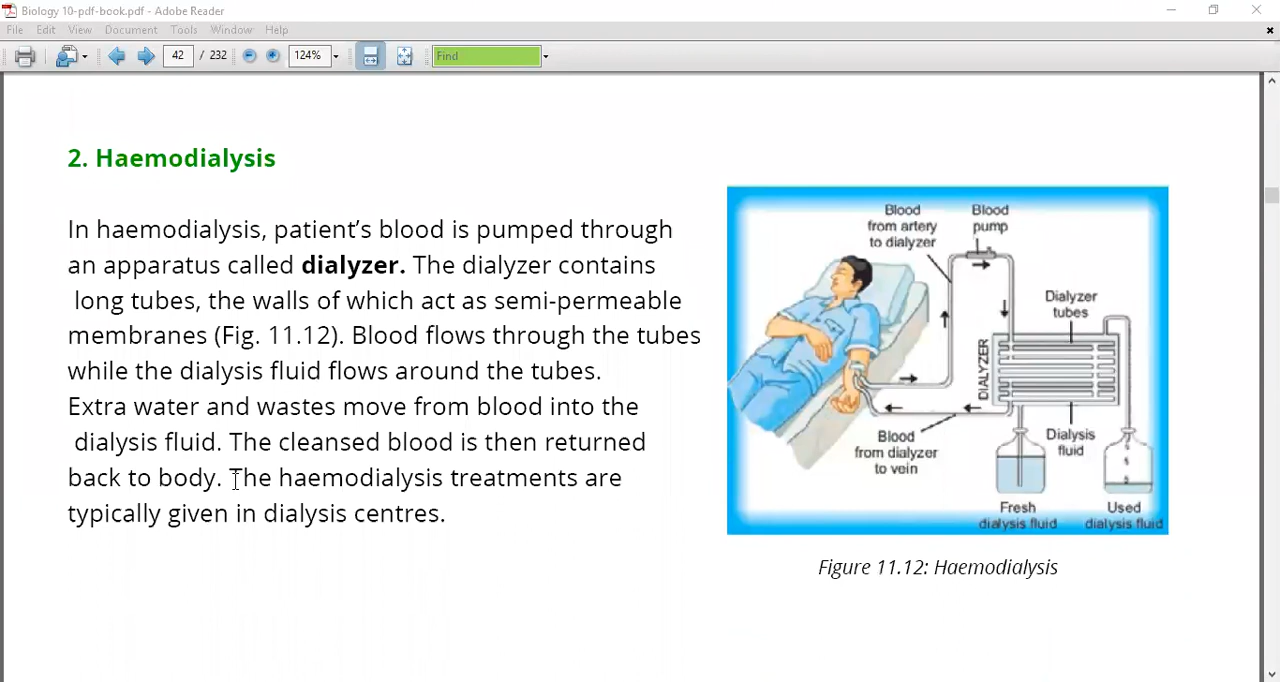 Biology 10-pdf-book.pdf - Adobe Reader
File Edit View Document Tools Window Help
42 / 232 124% Find
2. Haemodialysis
In haemodialysis, patient’s blood is pumped through
an apparatus called dialyzer. The dialyzer contains
long tubes, the walls of which act as semi-permeable
membranes (Fig. 11.12). Blood flows through the tubes
while the dialysis fluid flows around the tubes.
Extra water and wastes move from blood into the
dialysis fluid. The cleansed blood is then returned
back to body. The haemodialysis treatments are
typically given in dialysis centres.
Blood
from artery
to dialyzer
Blood
pump
Dialyzer
tubes
DIALYZER
Blood
from dialyzer
to vein
Dialysis
fluid
Fresh
dialysis fluid
Used
dialysis fluid
Figure 11.12: Haemodialysis